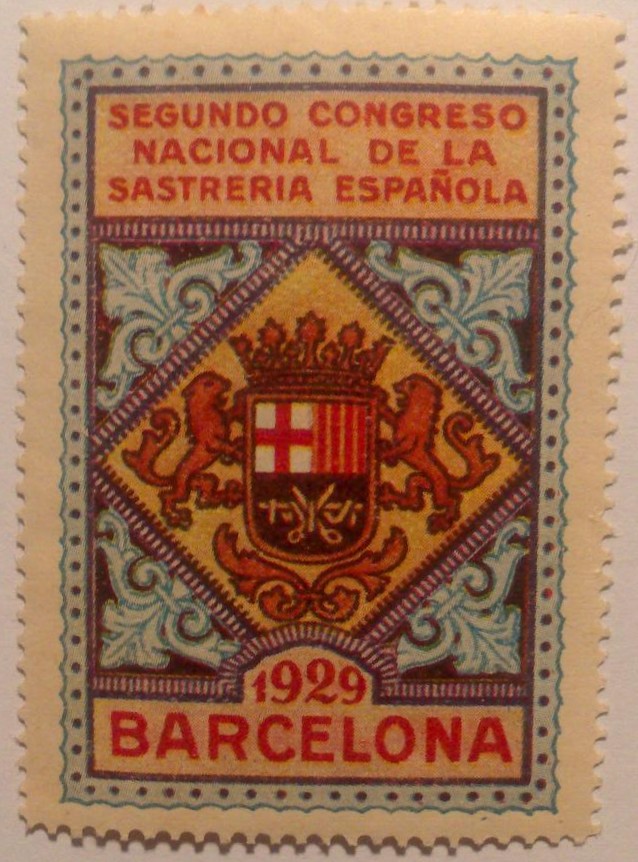 SEGUNDO CONGRESO
NACIONAL DE LA
SASTRERIA ESPAÑOLA
1929
BARCELONA